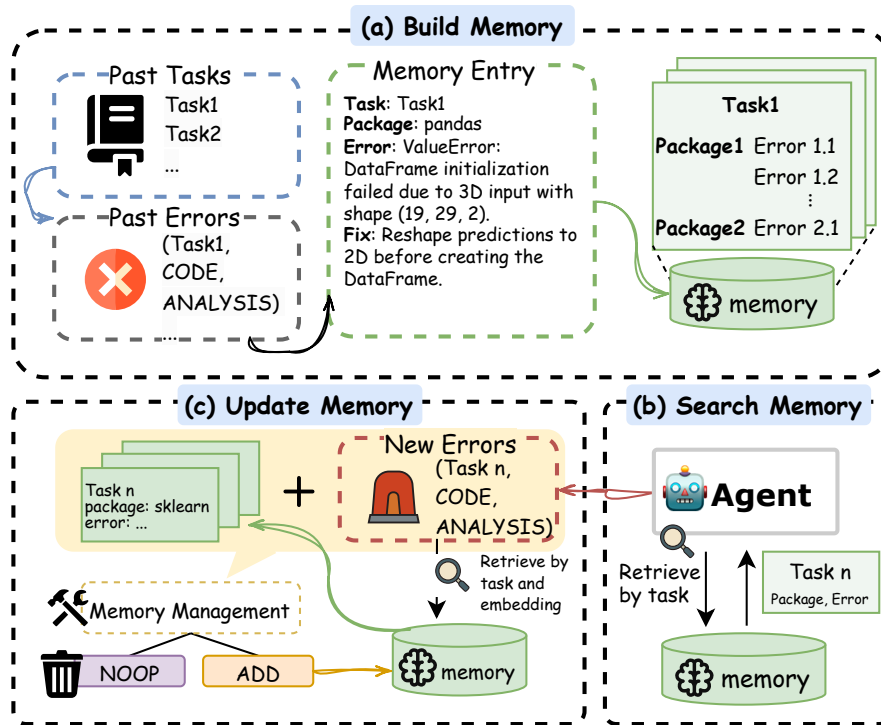 (a) Build Memory
Past Tasks
Task1
Task2
...
Past Errors
(Task1,
CODE,
ANALYSIS)
...
Memory Entry
Task: Task1
Package: pandas
Error: ValueError:
DataFrame initialization
failed due to 3D input with
shape (19, 29, 2).
Fix: Reshape predictions to
2D before creating the
DataFrame.
Task1
Package1 Error 1.1
Error 1.2
⋮
Package2 Error 2.1
memory
(c) Update Memory
Task n
package: sklearn
error: ...
+
New Errors
(Task n,
CODE,
ANALYSIS)
Retrieve by
task and
embedding
Memory Management
NOOP
ADD
memory
(b) Search Memory
Agent
Retrieve
by task
Task n
Package, Error
memory